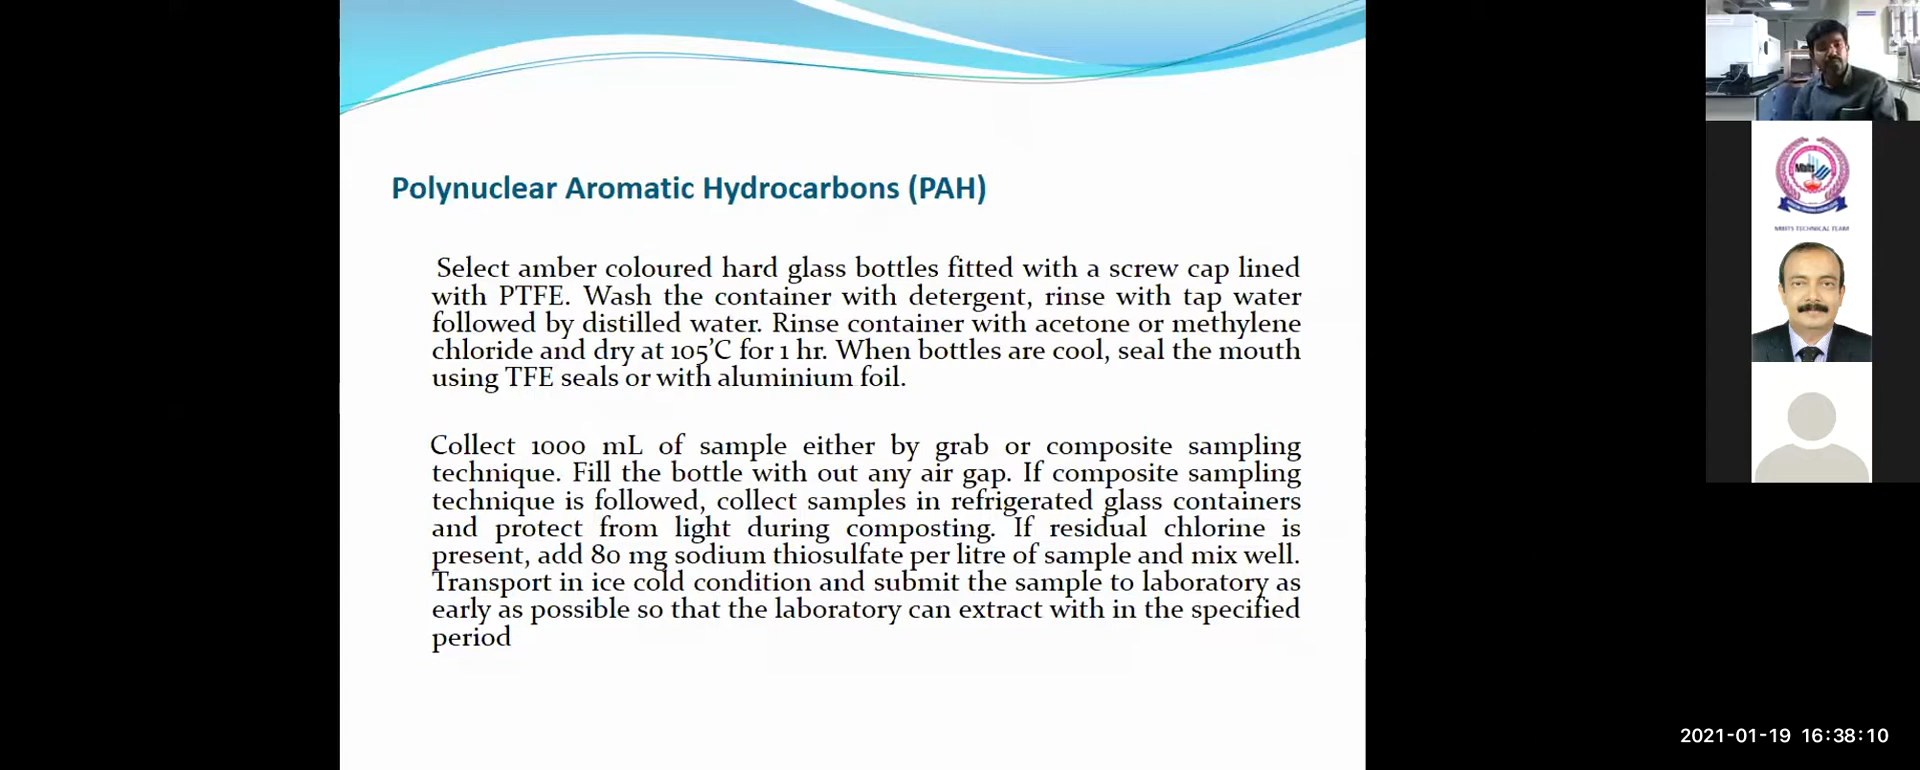 Polynuclear Aromatic Hydrocarbons (PAH)
Select amber coloured hard glass bottles fitted with a screw cap lined
with PTFE. Wash the container with detergent, rinse with tap water
followed by distilled water. Rinse container with acetone or methylene
chloride and dry at 105'C for 1 hr. When bottles are cool, seal the mouth
using TFE seals or with aluminium foil.
Collect 1000 mL of sample either by grab or composite sampling
technique. Fill the bottle with out any air gap. If composite sampling
technique is followed, collect samples in refrigerated glass containers
and protect from light during composting. If residual chlorine is
present, add 80 mg sodium thiosulfate per litre of sample and mix well.
Transport in ice cold condition and submit the sample to laboratory as
early as possible so that the laboratory can extract with in the specified
period
Mbits
MBITS TECHNICAL TEAM
2021-01-19 16:38:10